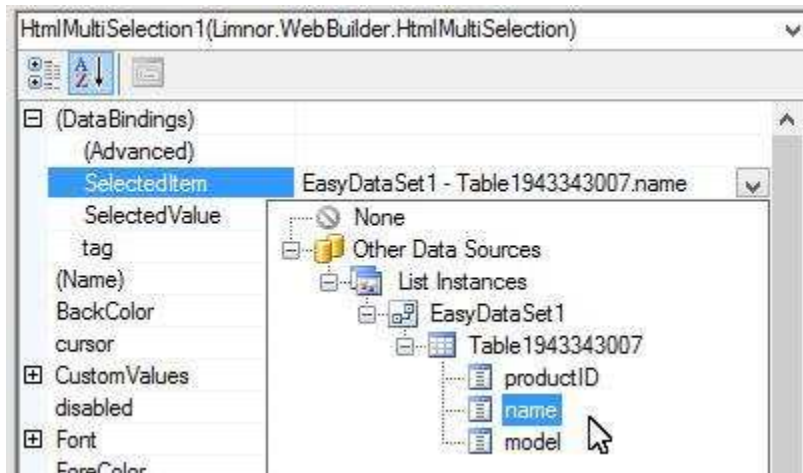 HtmlMultiSelection1(Limnor.WebBuilder.HtmlMultiSelection)
(DataBindings)
(Advanced)
SelectedItem EasyDataSet1 - Table1943343007.name
SelectedValue None
tag Other Data Sources
(Name) List Instances
BackColor EasyDataSet1
cursor Table1943343007
CustomValues productID
disabled name
Font model
ForeColor